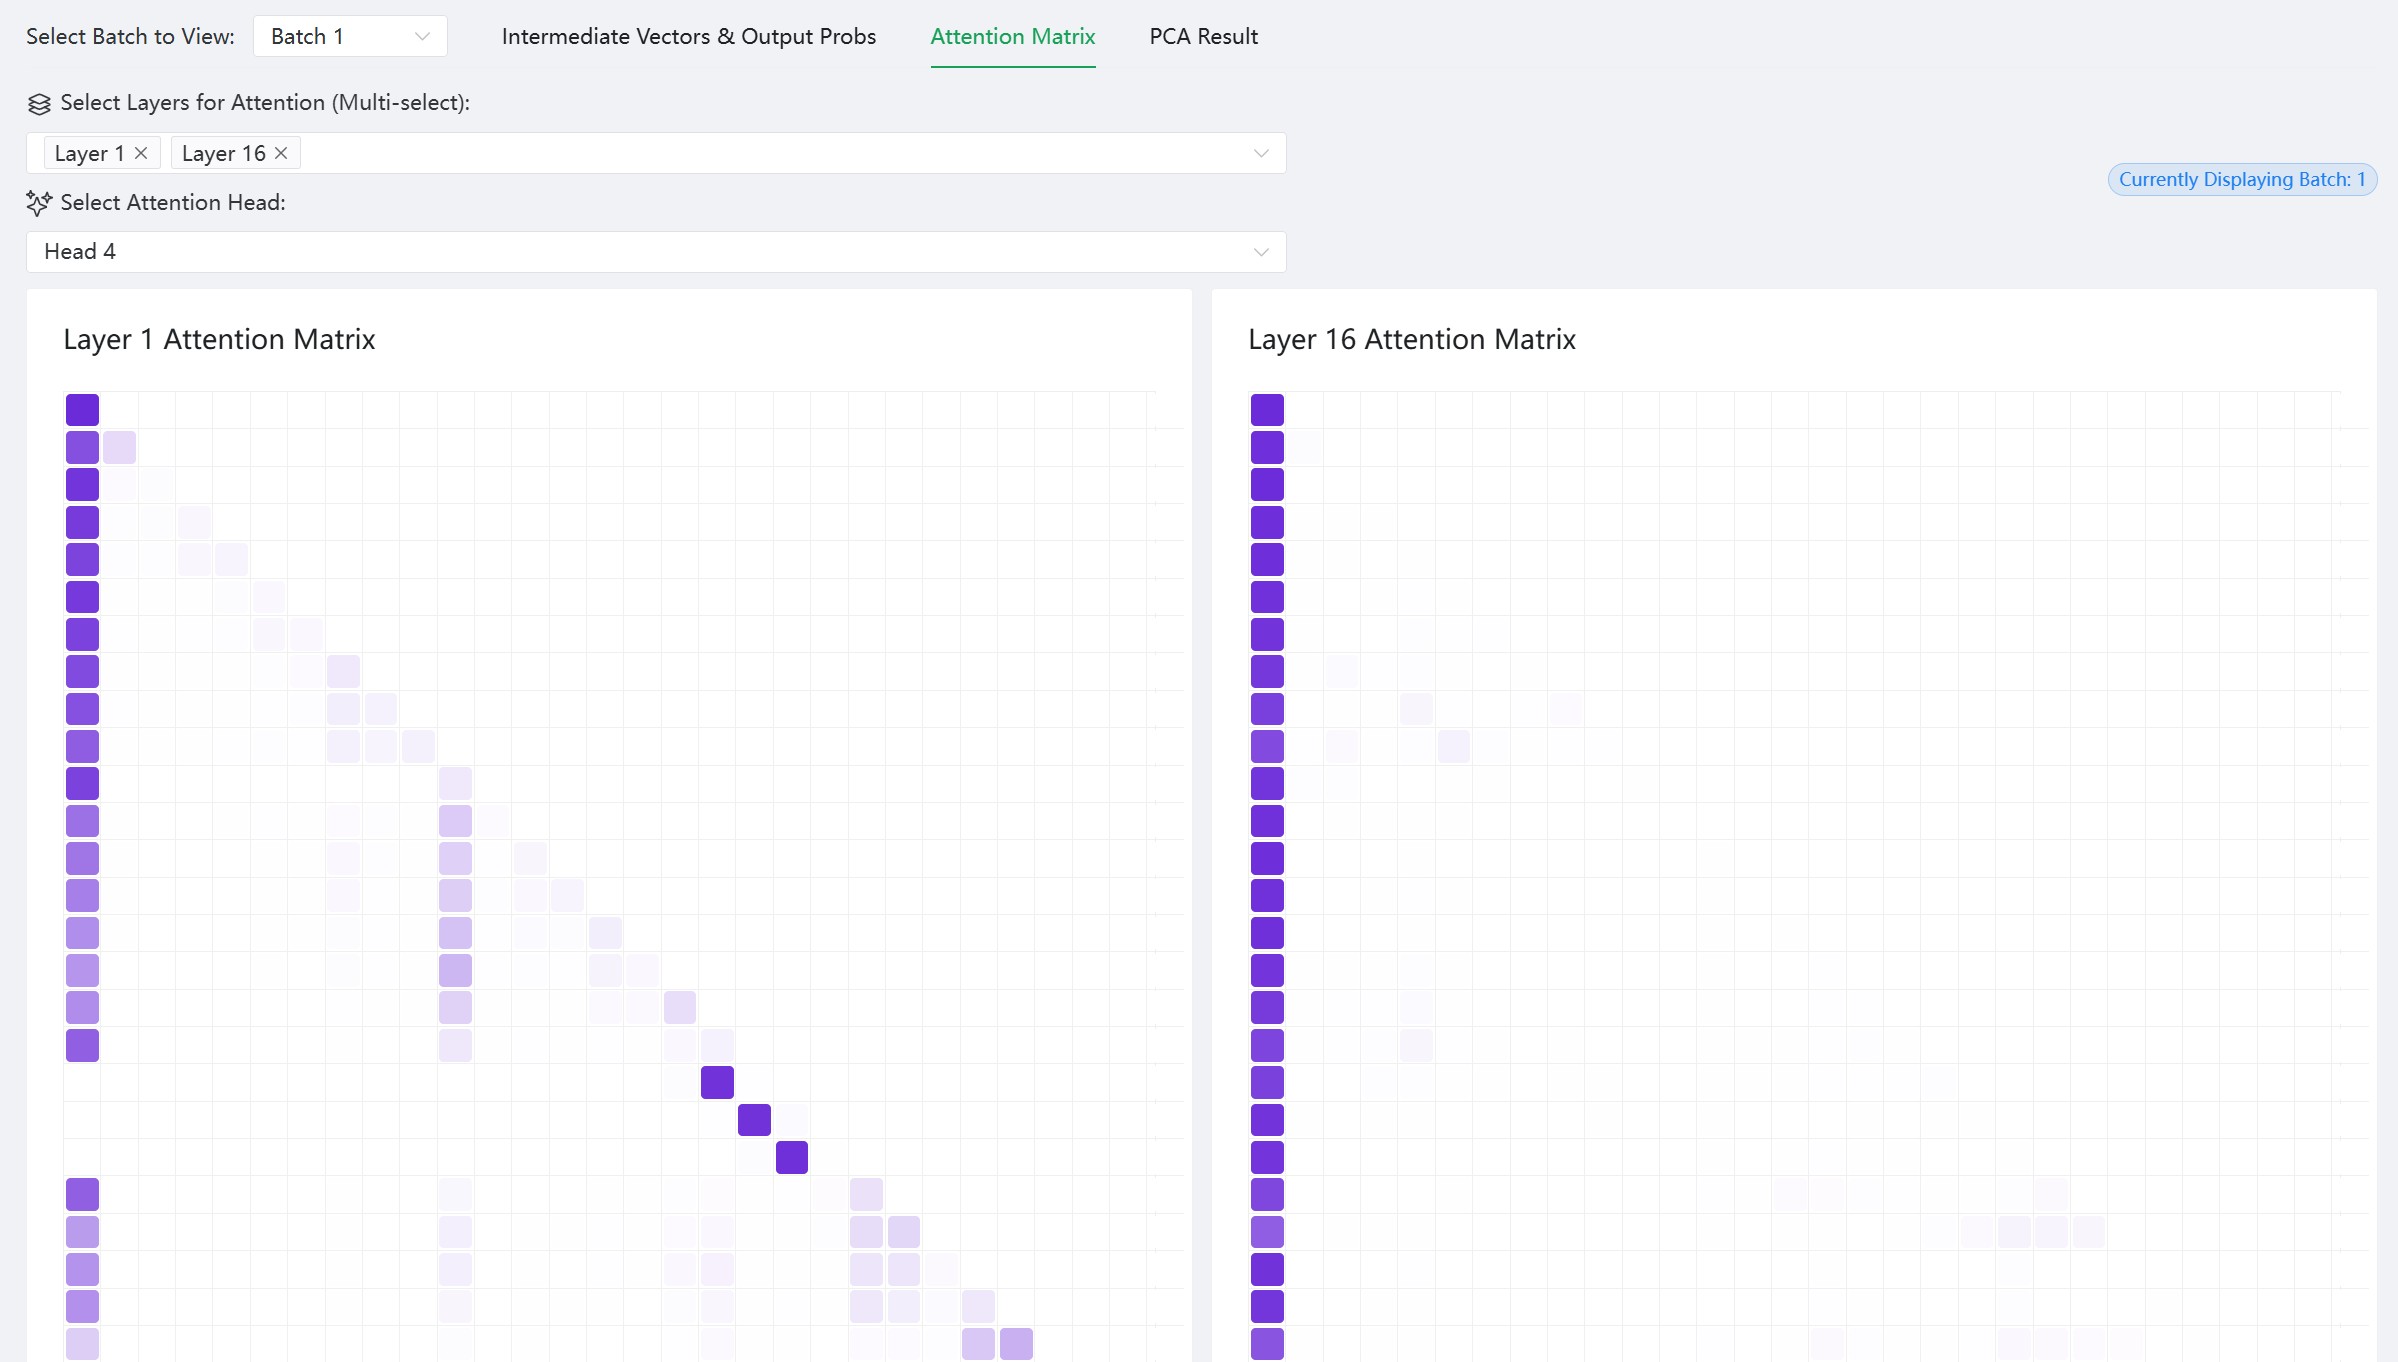 Select Batch to View: Batch 1 Intermediate Vectors & Output Probs Attention Matrix PCA Result
Select Layers for Attention (Multi-select):
Layer 1 Layer 16
Currently Displaying Batch: 1
Select Attention Head:
Head 4
Layer 1 Attention Matrix
Layer 16 Attention Matrix